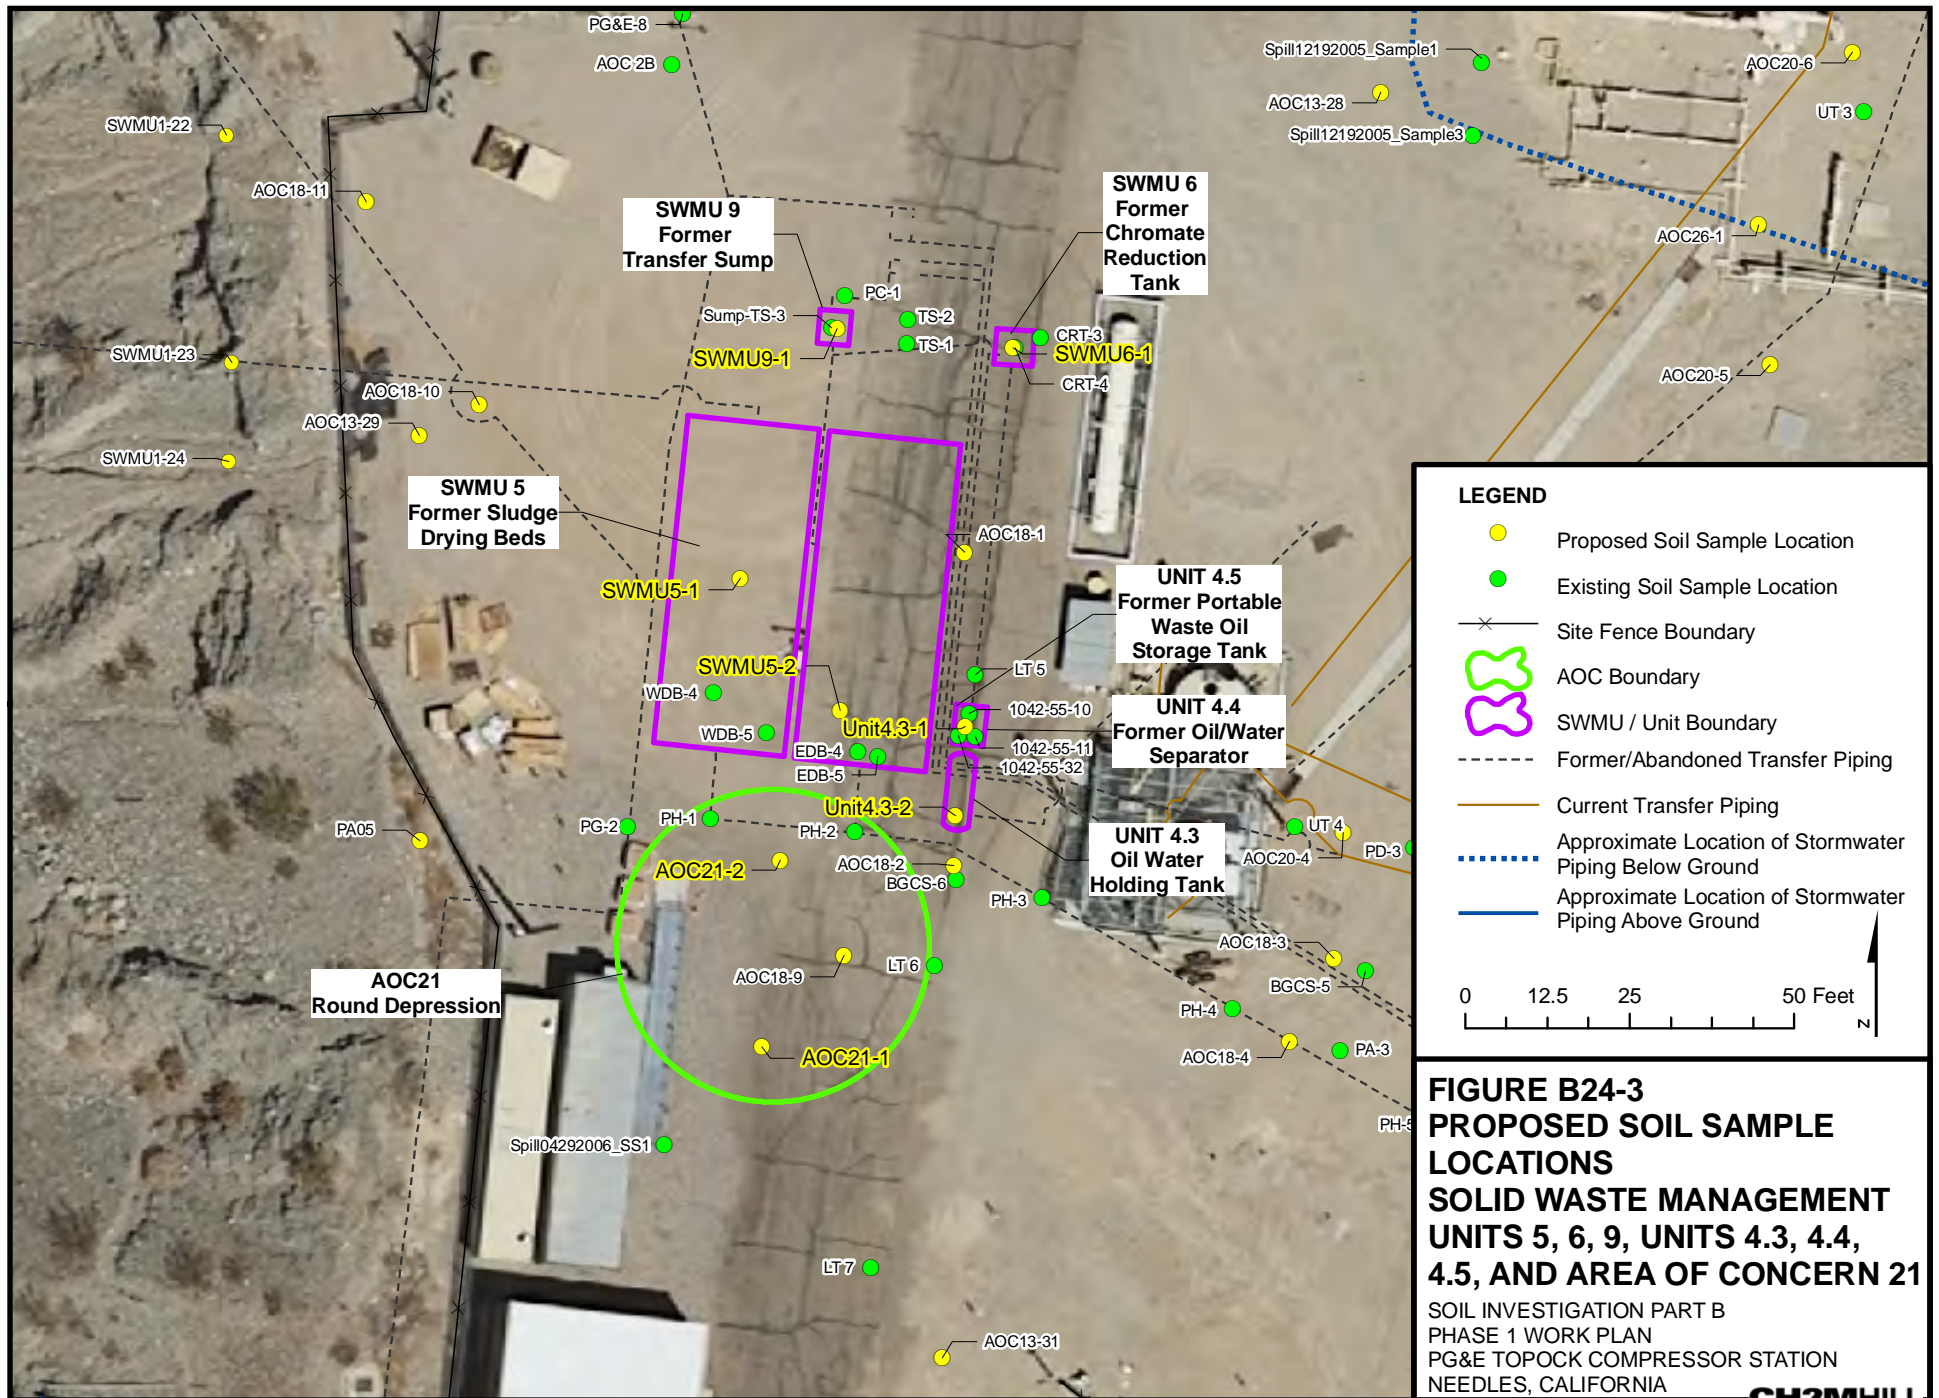 PG&E-8
AOC 2B
Spill12192005_Sample1
AOC20-6
AOC13-28
UT 3
SWMU1-22
Spill12192005_Sample3
AOC18-11
SWMU 9
Former
Transfer Sump
SWMU 6
Former
Chromate
Reduction
Tank
AOC26-1
PC-1
Sump-TS-3
TS-2
TS-1
CRT-3
SWMU9-1
SWMU6-1
CRT-4
SWMU1-23
AOC18-10
AOC20-5
AOC13-29
SWMU1-24
SWMU 5
Former Sludge
Drying Beds
AOC18-1
SWMU5-1
UNIT 4.5
Former Portable
Waste Oil
Storage Tank
SWMU5-2
LT 5
WDB-4
1042-55-10
UNIT 4.4
Former Oil/Water
Separator
WDB-5
Unit4.3-1
EDB-4
1042-55-11
EDB-5
1042-55-32
Unit4.3-2
PH-1
PG-2
PH-2
PA05
UNIT 4.3
Oil Water
Holding Tank
UT 4
AOC20-4
PD-3
AOC21-2
AOC18-2
BGCS-6
PH-3
AOC18-3
AOC18-9
LT 6
BGCS-5
AOC21
Round Depression
PH-4
AOC18-4
PA-3
AOC21-1
PH-5
Spill04292006_SS1
LT 7
AOC13-31
LEGEND
Proposed Soil Sample Location
Existing Soil Sample Location
Site Fence Boundary
AOC Boundary
SWMU / Unit Boundary
Former/Abandoned Transfer Piping
Current Transfer Piping
Approximate Location of Stormwater
Piping Below Ground
Approximate Location of Stormwater
Piping Above Ground
0 12.5 25 50 Feet
Z
FIGURE B24-3
PROPOSED SOIL SAMPLE
LOCATIONS
SOLID WASTE MANAGEMENT
UNITS 5, 6, 9, UNITS 4.3, 4.4,
4.5, AND AREA OF CONCERN 21
SOIL INVESTIGATION PART B
PHASE 1 WORK PLAN
PG&E TOPOCK COMPRESSOR STATION
NEEDLES, CALIFORNIA
CH2MHILL